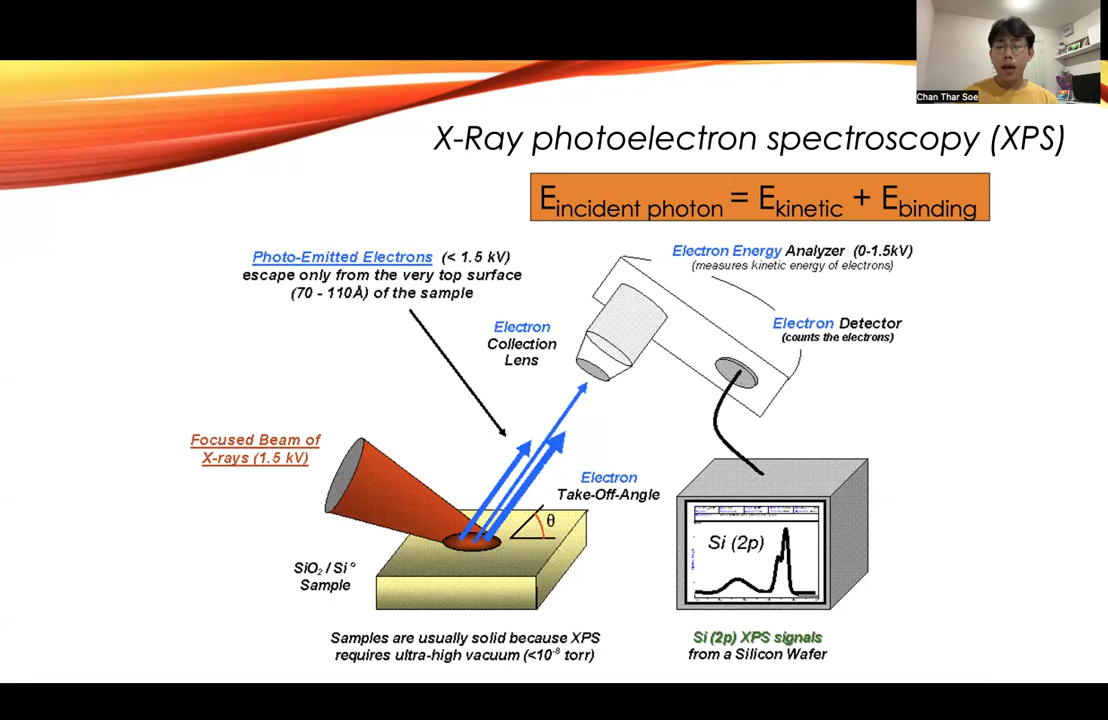 Chan Thar Soe
X-Ray photoelectron spectroscopy (XPS)
E incident photon = E kinetic + E binding
Photo-Emitted Electrons (< 1.5 kV)
escape only from the very top surface
(70 - 110Å) of the sample
Electron Energy Analyzer (0-1.5kV)
(measures kinetic energy of electrons)
Electron
Collection
Lens
Electron Detector
(counts the electrons)
Focused Beam of
X-rays (1.5 kV)
Electron
Take-Off-Angle
θ
Si (2p)
SiO2 / Si°
Sample
Samples are usually solid because XPS
requires ultra-high vacuum (<10-8 torr)
Si (2p) XPS signals
from a Silicon Wafer